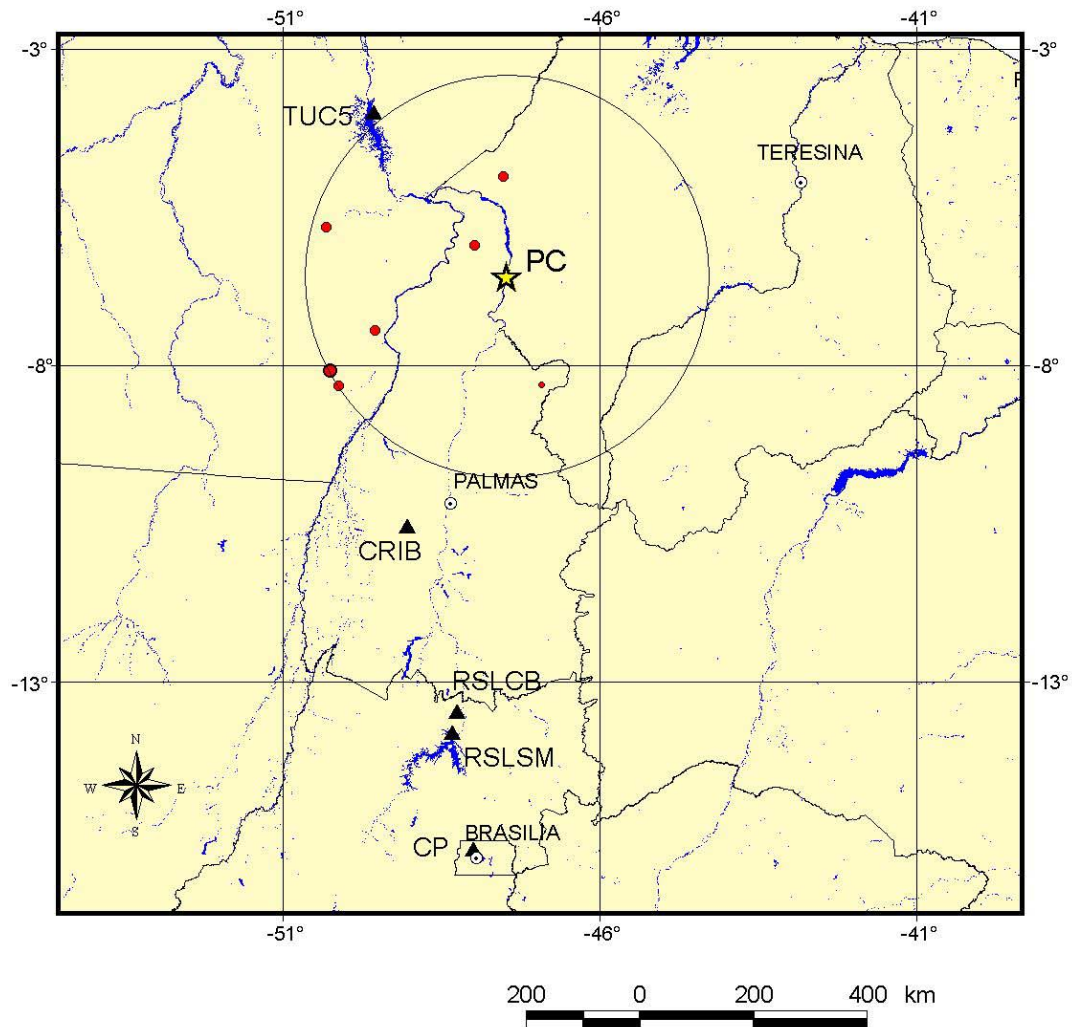 -51° -46° -41°
-3° -3°
TUC5
TERESINA
PC
-8° -8°
PALMAS
CRIB
-13° -13°
RSLCB
RSLSM
N
W E
S
BRASILIA
CP
-51° -46° -41°
200 0 200 400 km